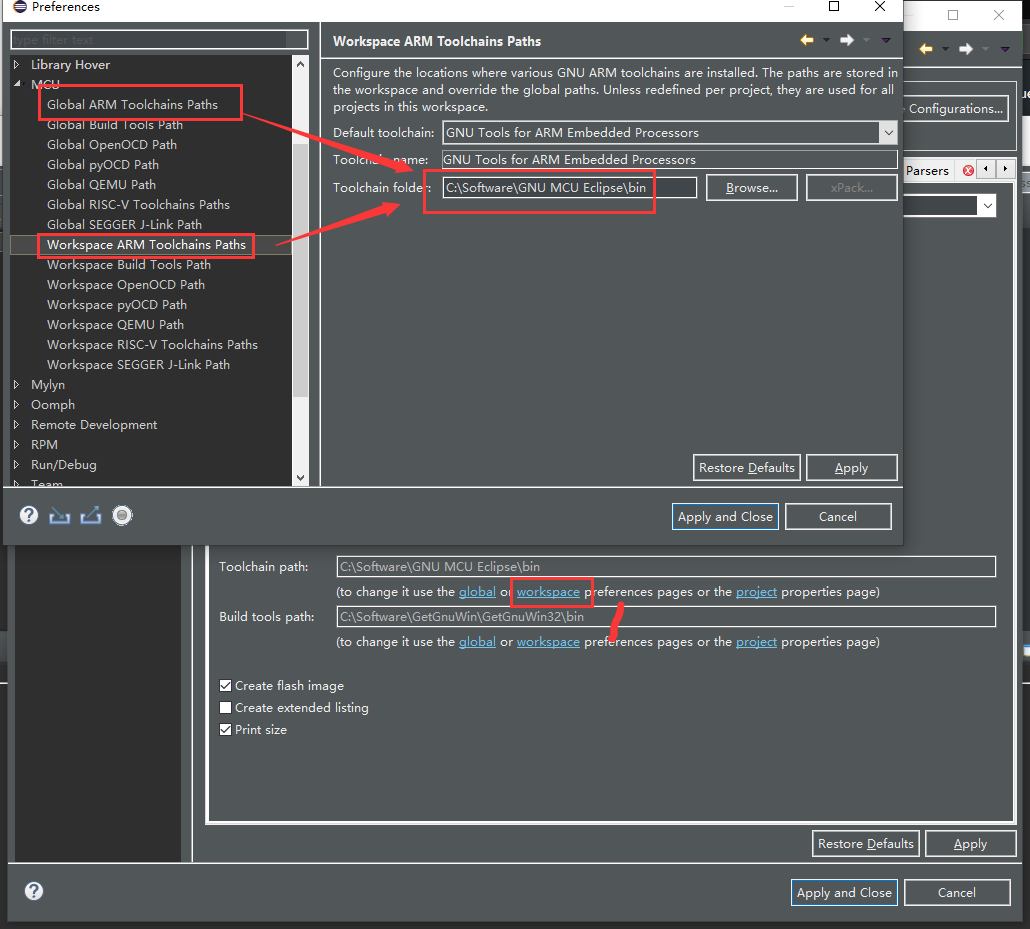 Preferences
type filter text
Library Hover
MCU
Global ARM Toolchains Paths
Global Build Tools Path
Global OpenOCD Path
Global pyOCD Path
Global QEMU Path
Global RISC-V Toolchains Paths
Global SEGGER J-Link Path
Workspace ARM Toolchains Paths
Workspace Build Tools Path
Workspace OpenOCD Path
Workspace pyOCD Path
Workspace QEMU Path
Workspace RISC-V Toolchains Paths
Workspace SEGGER J-Link Path
Mylyn
Oomph
Remote Development
RPM
Run/Debug
Team
Workspace ARM Toolchains Paths
Configure the locations where various GNU ARM toolchains are installed. The paths are stored in
the workspace and override the global paths. Unless redefined per project, they are used for all
projects in this workspace.
Default toolchain: GNU Tools for ARM Embedded Processors
Toolchain name: GNU Tools for ARM Embedded Processors
Toolchain folder: C:\Software\GNU MCU Eclipse\bin Browse... xPack...
Restore Defaults Apply
Apply and Close Cancel
Configurations...
Parsers
Toolchain path: C:\Software\GNU MCU Eclipse\bin
(to change it use the global or workspace preferences pages or the project properties page)
Build tools path: C:\Software\GetGnuWin\GetGnuWin32\bin
(to change it use the global or workspace preferences pages or the project properties page)
Create flash image
Create extended listing
Print size
Restore Defaults Apply
Apply and Close Cancel